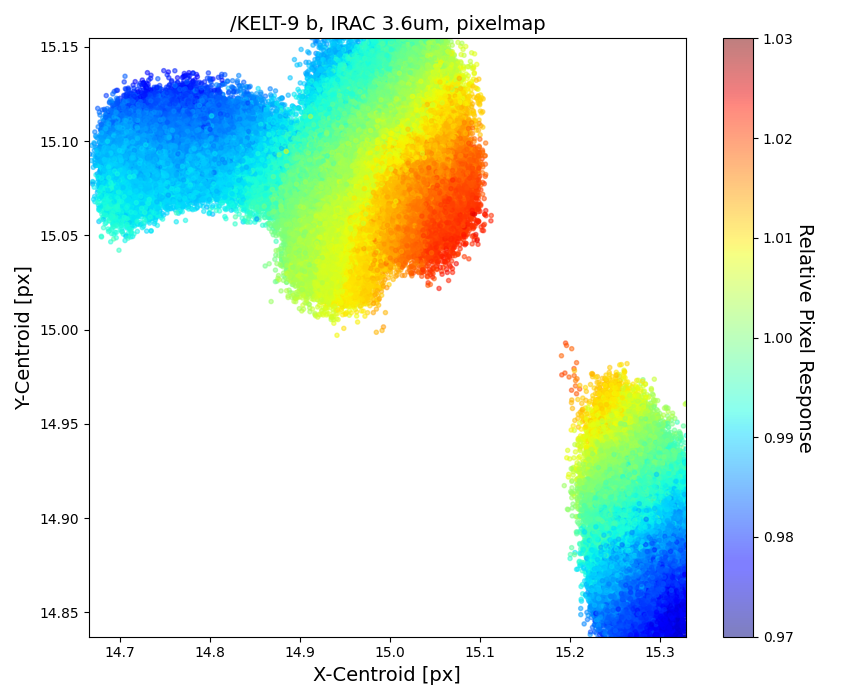 /KELT-9 b, IRAC 3.6um, pixelmap
15.15
15.10
15.05
15.00
14.95
14.90
14.85
Y-Centroid [px]
14.7 14.8 14.9 15.0 15.1 15.2 15.3
X-Centroid [px]
1.03
1.02
1.01
1.00
0.99
0.98
0.97
Relative Pixel Response